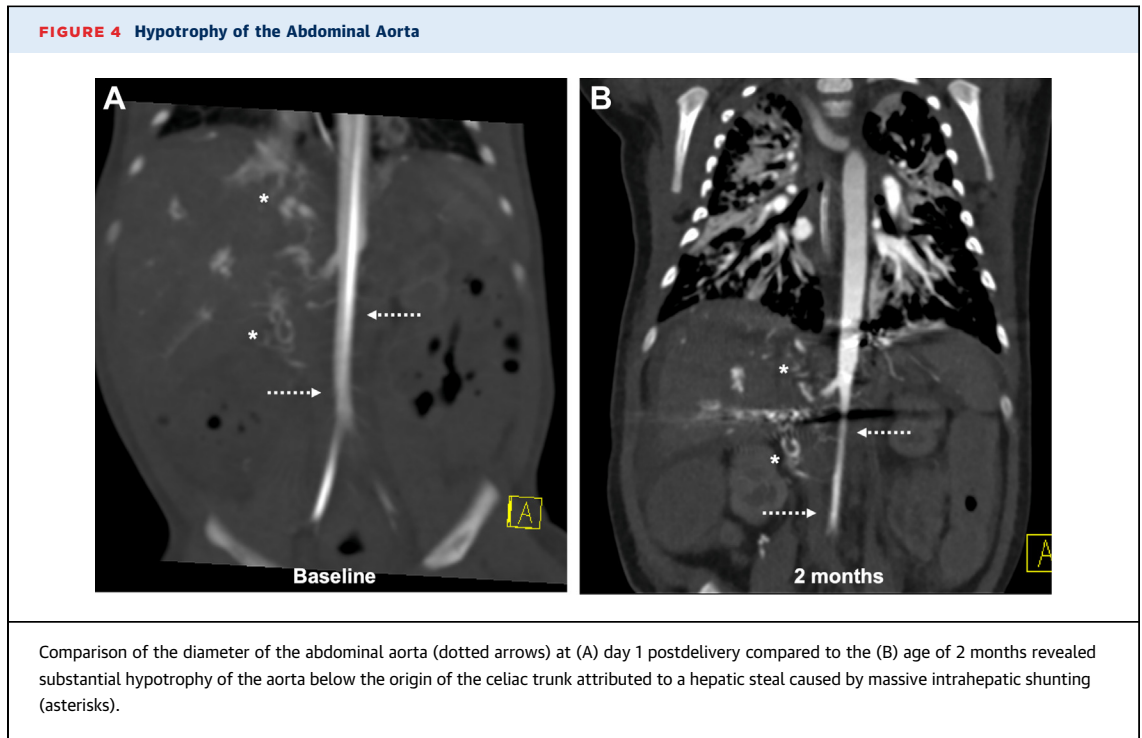 FIGURE 4 Hypotrophy of the Abdominal Aorta
A
B
*
*
*
*
A
A
Baseline
2 months
Comparison of the diameter of the abdominal aorta (dotted arrows) at (A) day 1 postdelivery compared to the (B) age of 2 months revealed
substantial hypotrophy of the aorta below the origin of the celiac trunk attributed to a hepatic steal caused by massive intrahepatic shunting
(asterisks).